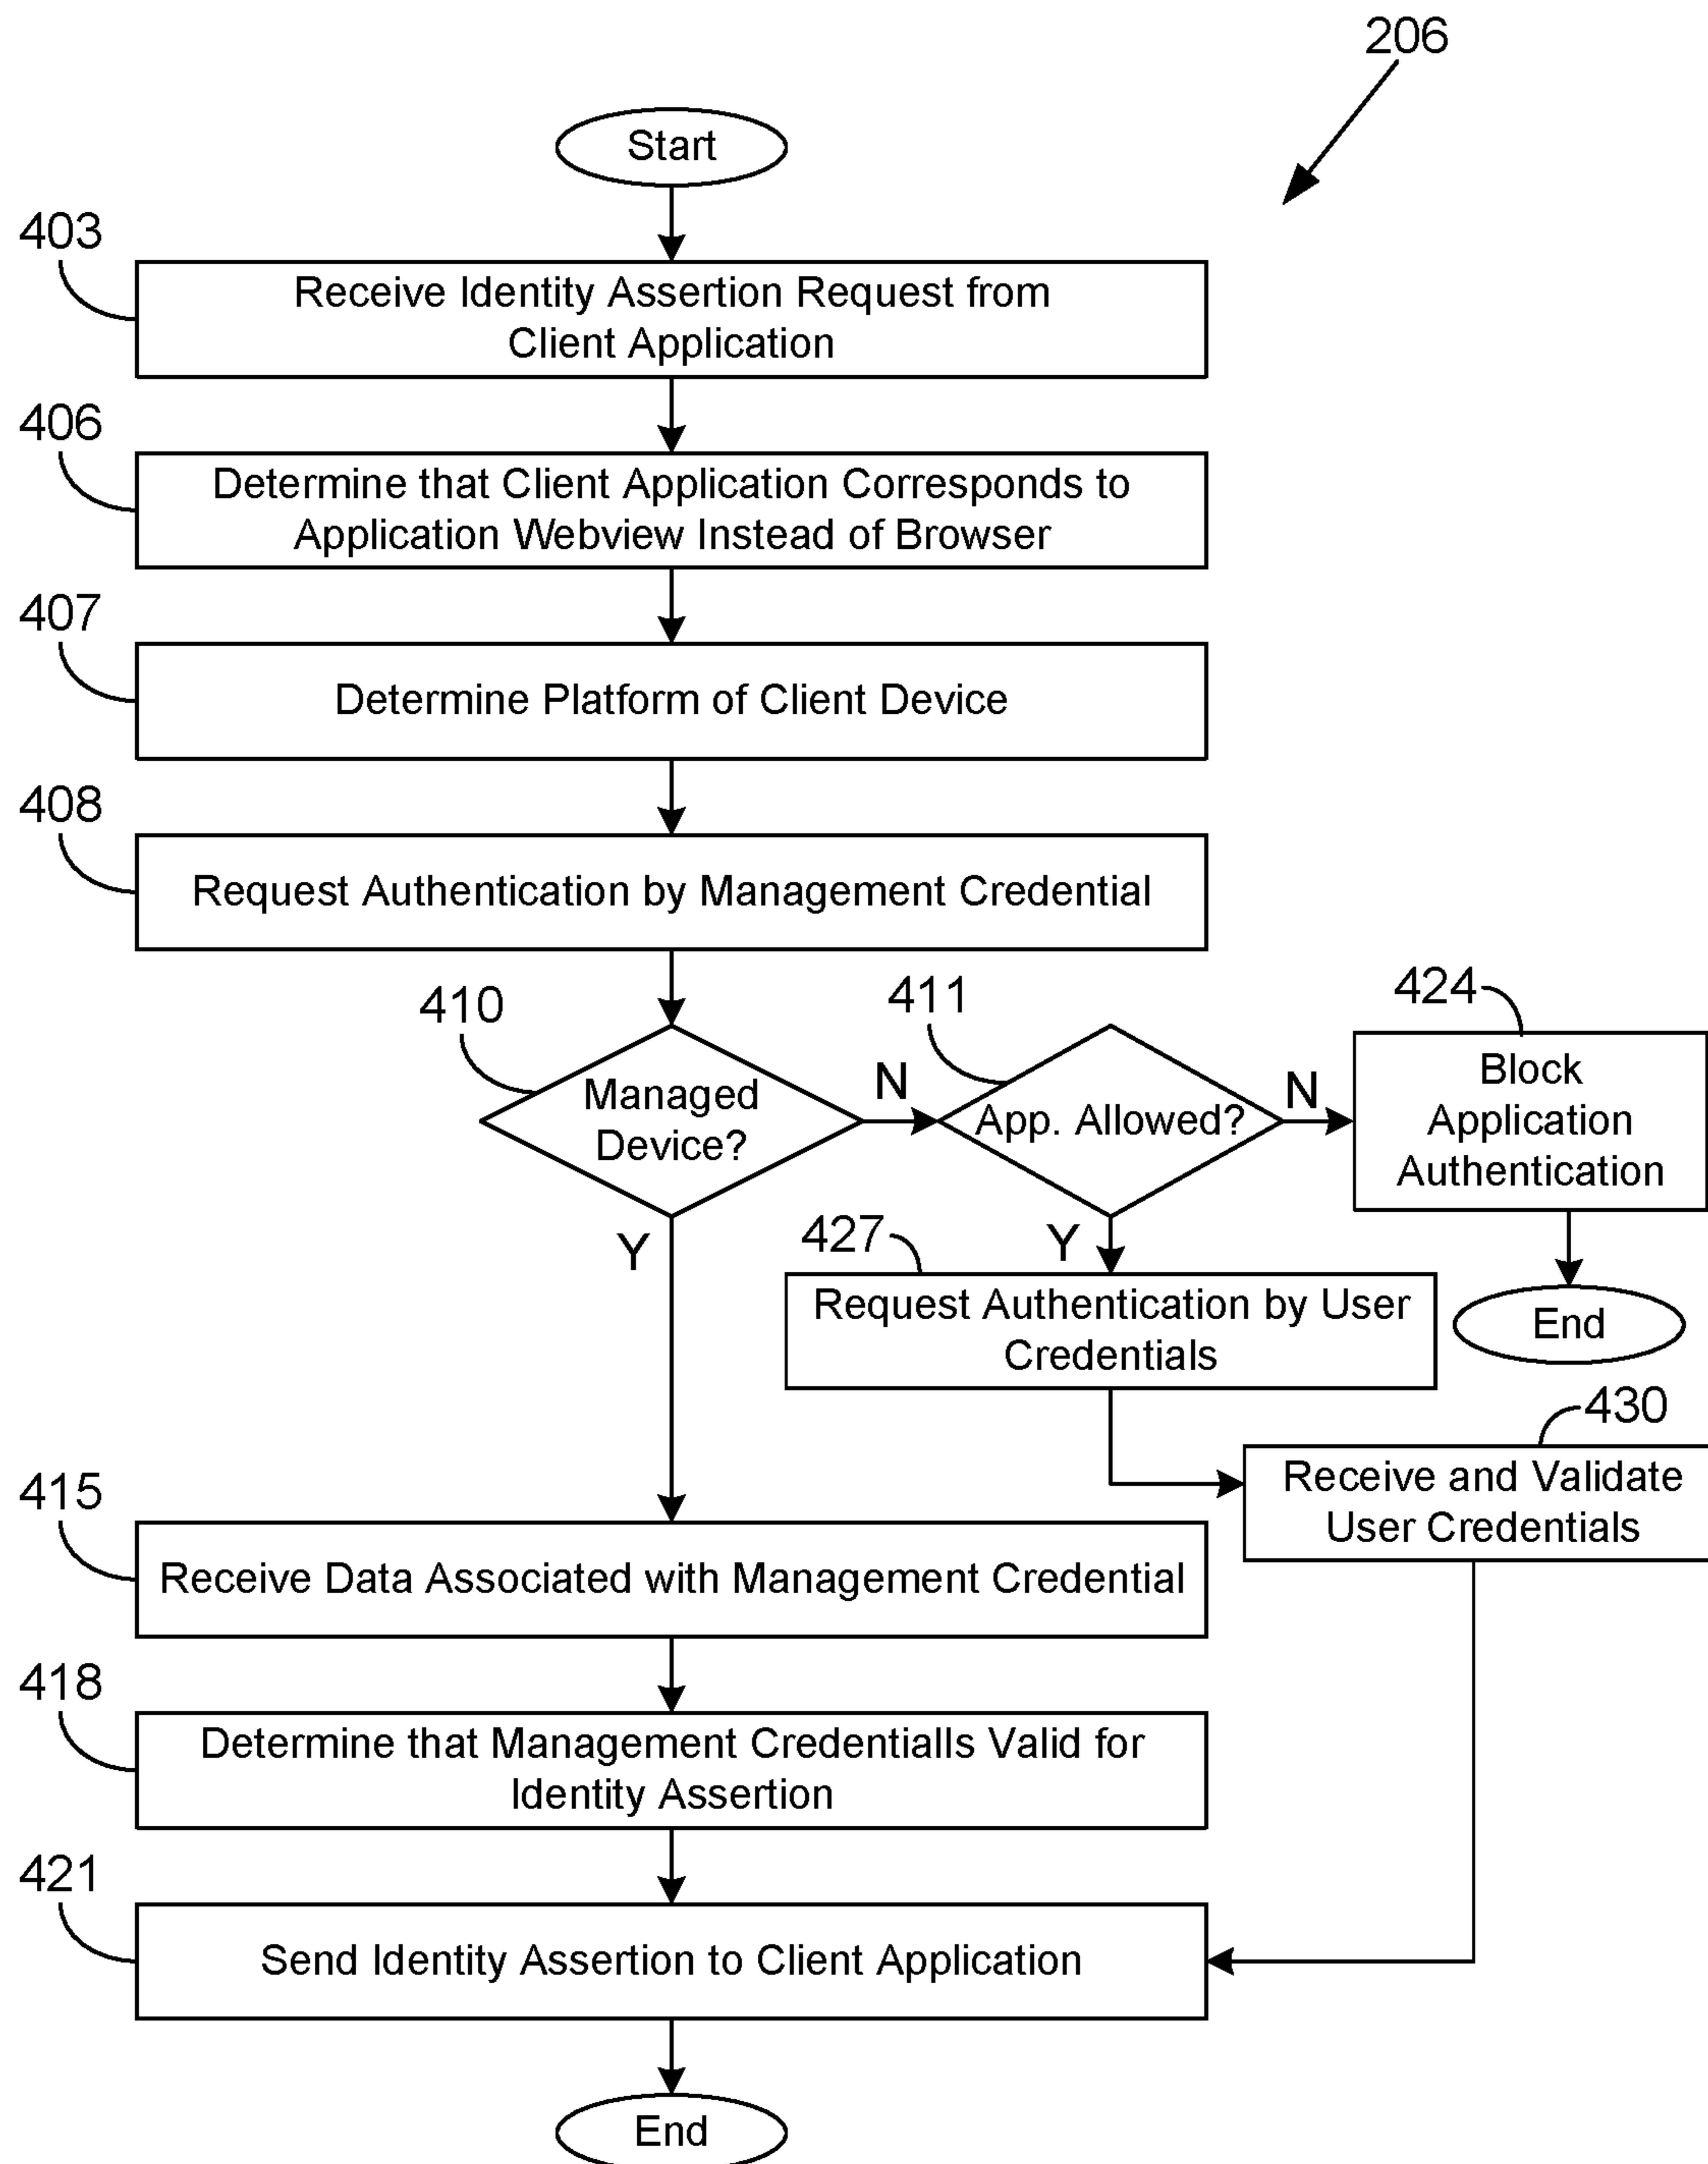 206
Start
403
Receive Identity Assertion Request from
Client Application
406
Determine that Client Application Corresponds to
Application Webview Instead of Browser
407
Determine Platform of Client Device
408
Request Authentication by Management Credential
410
Managed
Device?
N
Y
411
App. Allowed?
N
Y
424
Block
Application
Authentication
End
427
Request Authentication by User
Credentials
430
Receive and Validate
User Credentials
415
Receive Data Associated with Management Credential
418
Determine that Management Credentialls Valid for
Identity Assertion
421
Send Identity Assertion to Client Application
End